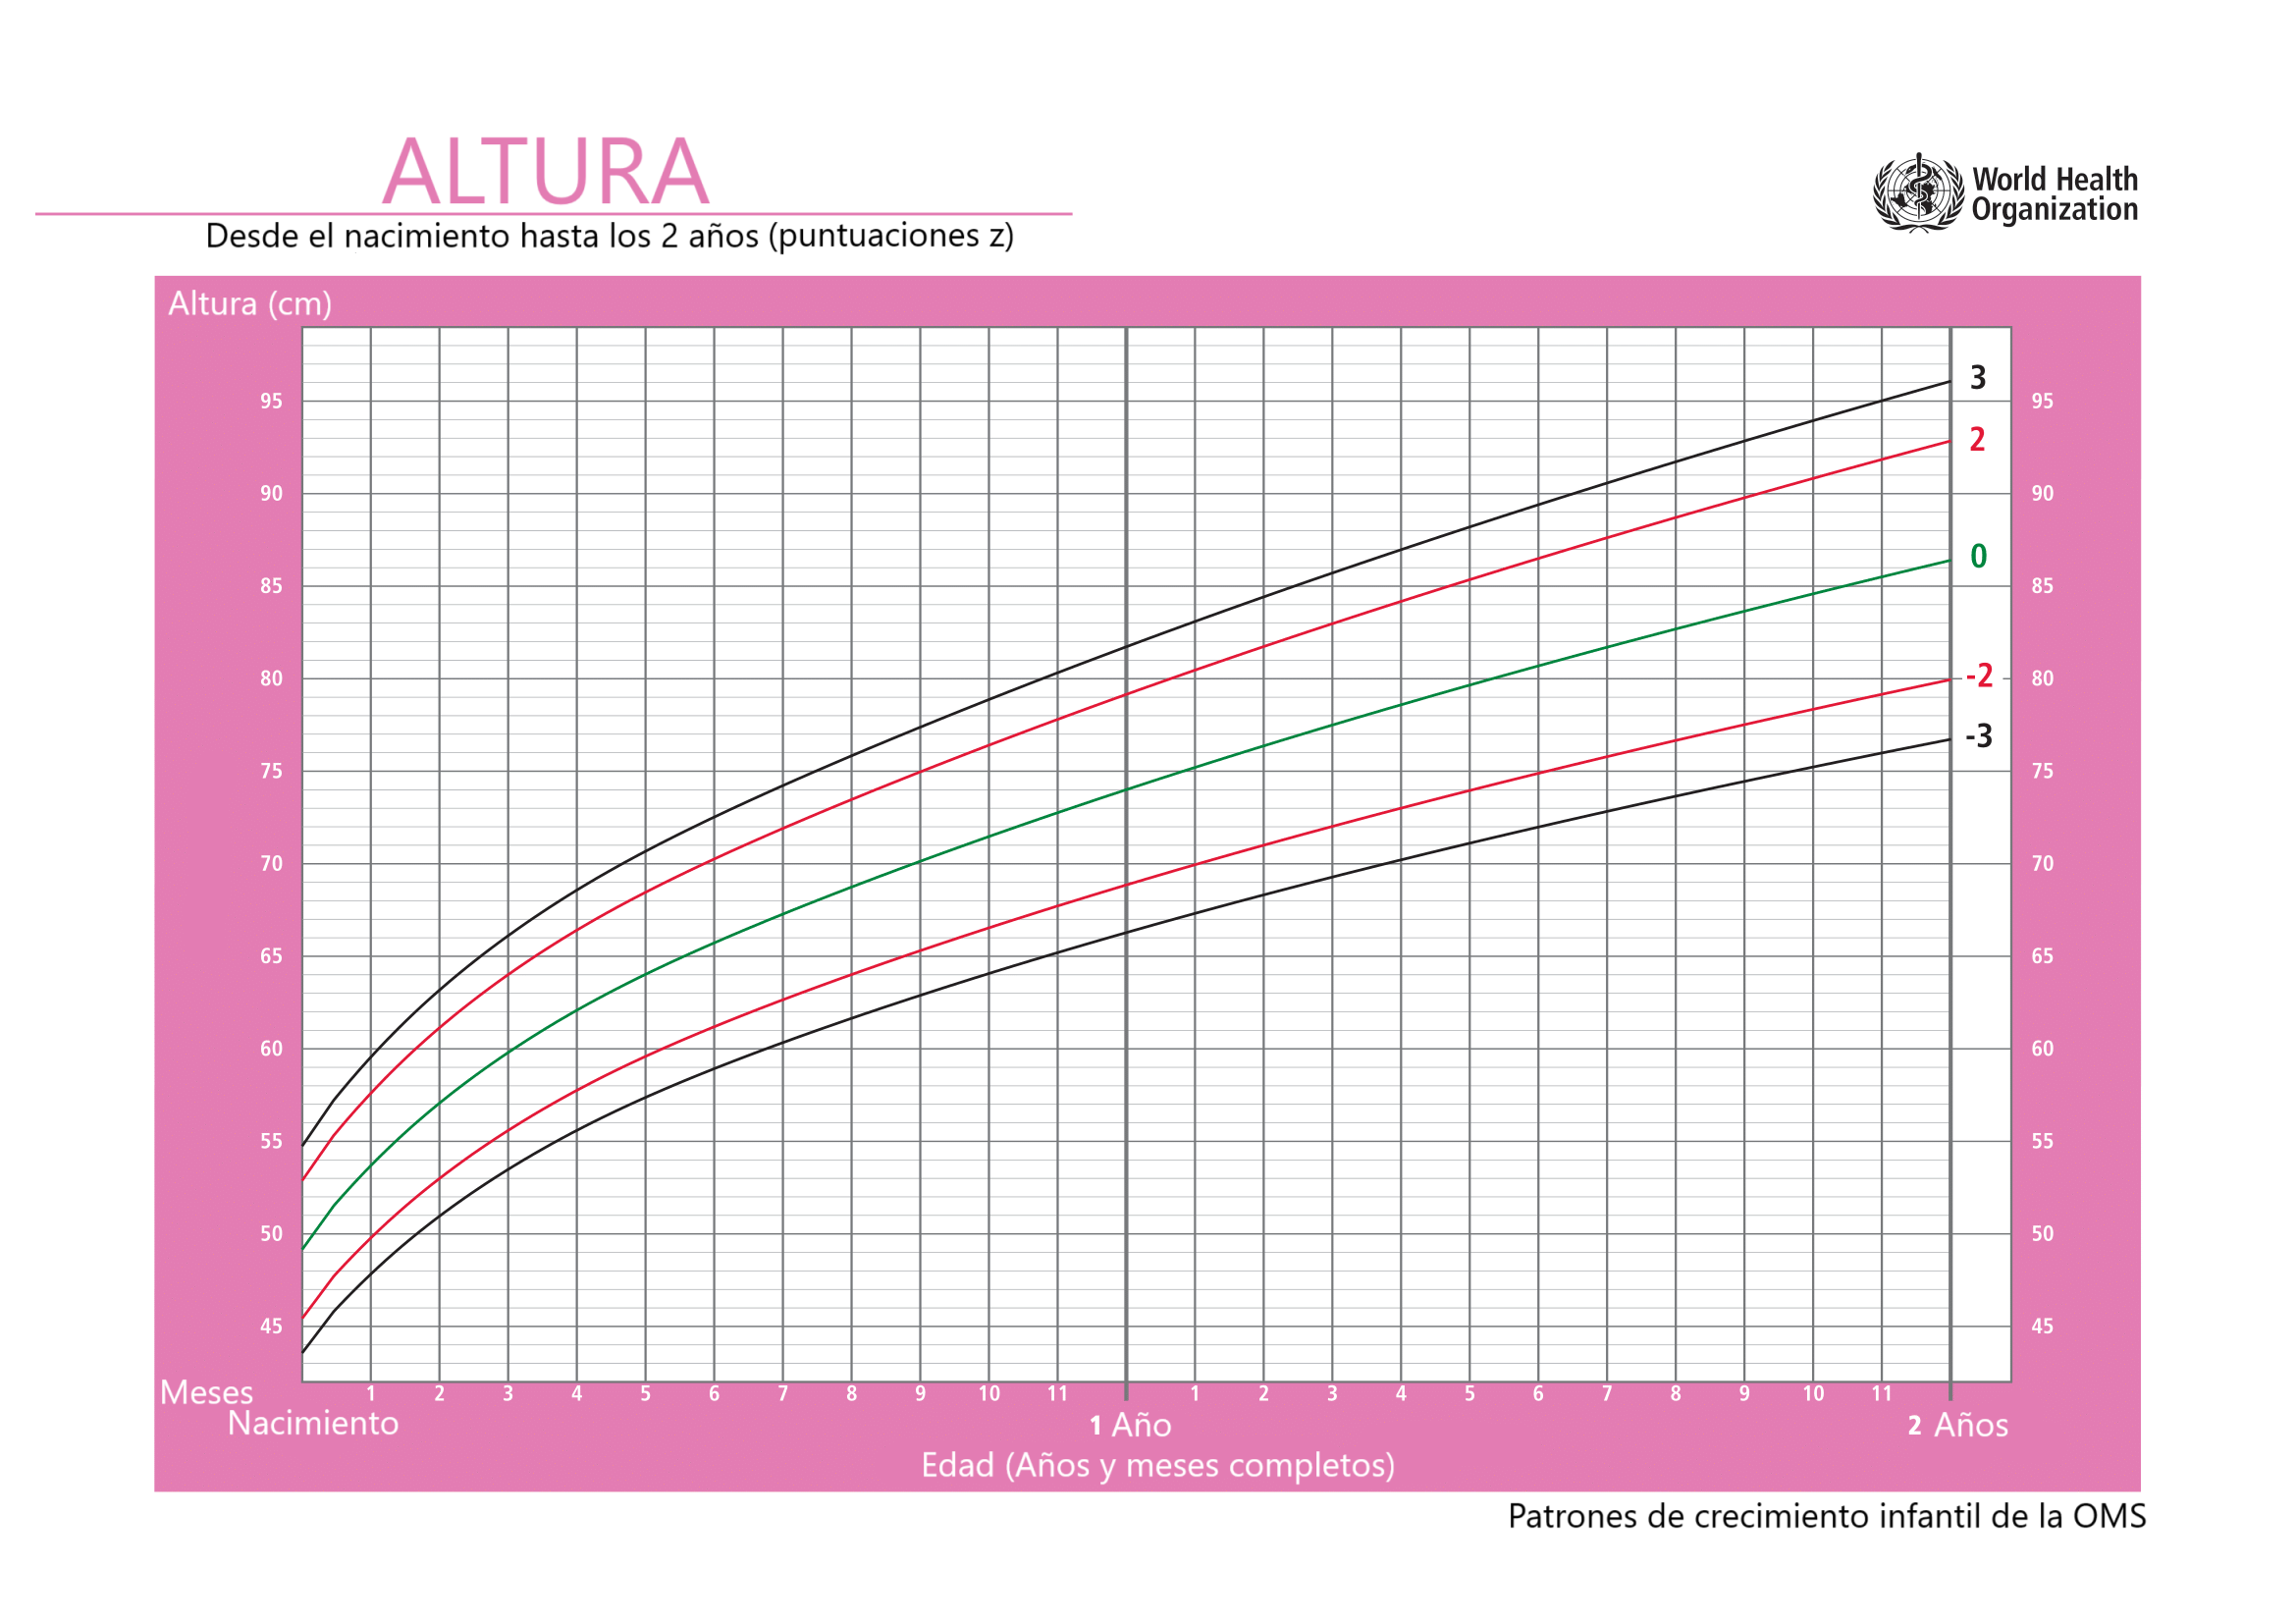 ALTURA
Desde el nacimiento hasta los 2 años (puntuaciones z)
World Health
Organization
Altura (cm)
3
95 95
2
90 90
0
85 85
80 -2 80
-3
75 75
70 70
65 65
60 60
55 55
50 50
45 45
Meses 1 2 3 4 5 6 7 8 9 10 11 1 2 3 4 5 6 7 8 9 10 11
Nacimiento 1 Año 2 Años
Edad (Años y meses completos)
Patrones de crecimiento infantil de la OMS